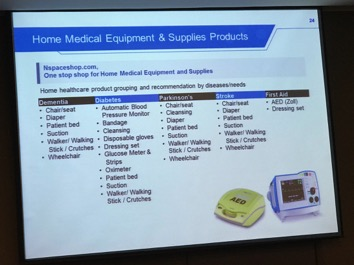 24
Home Medical Equipment & Supplies Products
Nspaceshop.com,
One stop shop for Home Medical Equipment and Supplies
Home healthcare product grouping and recommendation by diseases/needs
Dementia
• Chair/seat
• Diaper
• Patient bed
• Suction
• Walker/ Walking
Stick / Crutches
• Wheelchair
Diabetes
• Automatic Blood
Pressure Monitor
• Bandage
• Cleansing
• Disposable gloves
• Dressing set
• Glucose Meter &
Strips
• Oximeter
• Patient bed
• Suction
• Walker/ Walking
Stick / Crutches
Parkinson's
• Chair/seat
• Cleansing
• Diaper
• Patient bed
• Suction
• Walker/ Walking
Stick / Crutches
• Wheelchair
Stroke
• Chair/seat
• Diaper
• Patient bed
• Suction
• Walker/ Walking
Stick / Crutches
• Wheelchair
First Aid
• AED (Zoll)
• Dressing set
AED